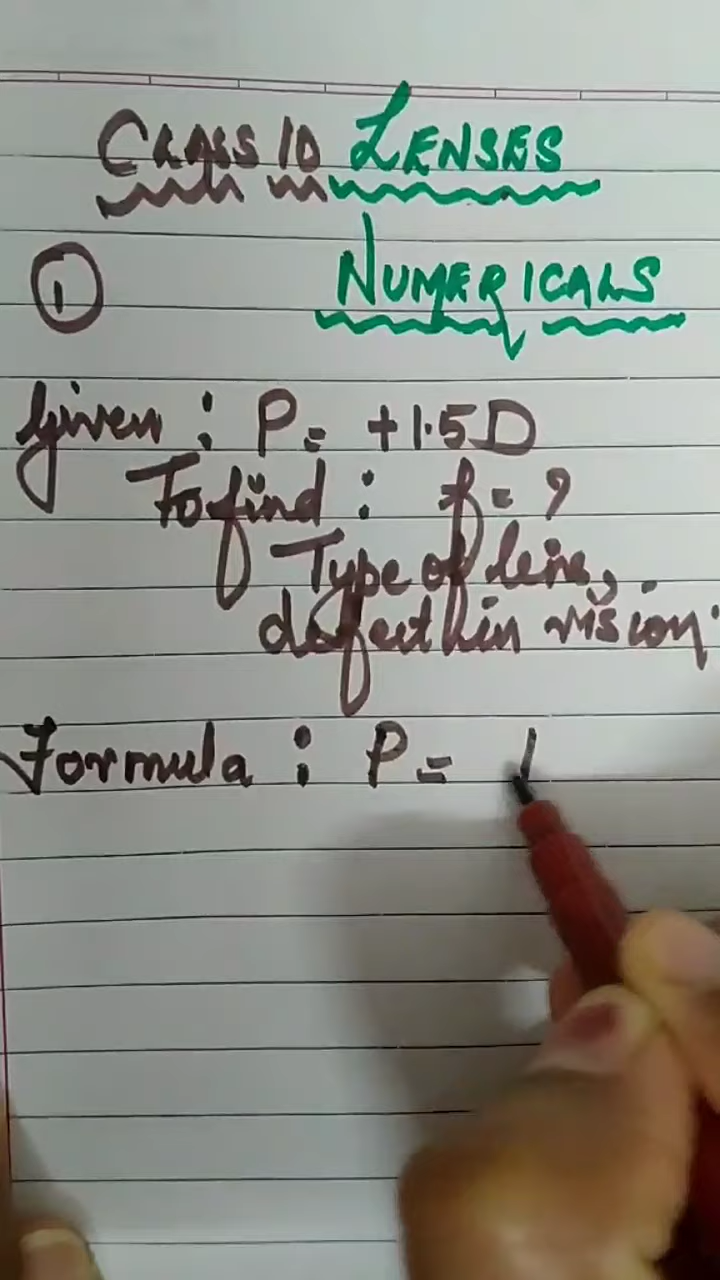 CLASS 10 LENSES
NUMERICALS
①
Given : P = +1.5D
To find : f = ?
Type of lens,
defect in vision.
Formula : P = 1